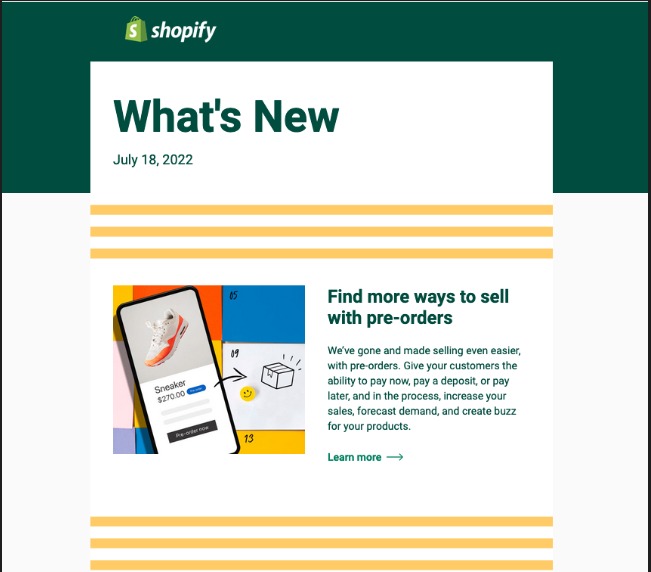 shopify
What's New
July 18, 2022
05
09
Sneaker
$270.00
Pre-order now
13
Find more ways to sell
with pre-orders
We've gone and made selling even easier,
with pre-orders. Give your customers the
ability to pay now, pay a deposit, or pay
later, and in the process, increase your
sales, forecast demand, and create buzz
for your products.
Learn more